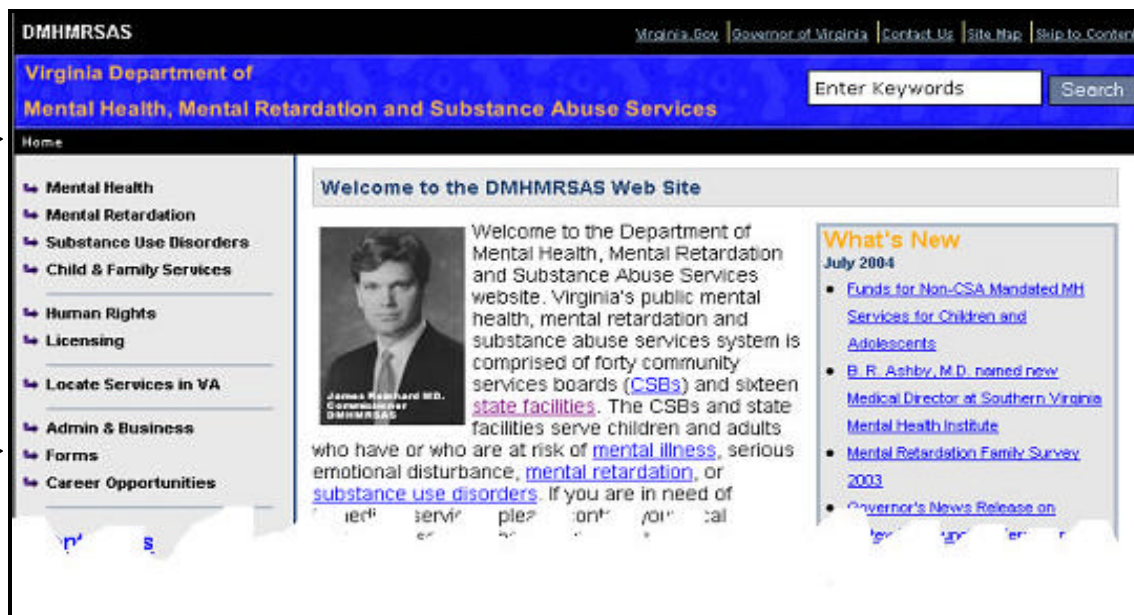 DMHMRSAS
Virginia.Gov Governor of Virginia Contact Us Site Map Skip to Conten
Virginia Department of
Mental Health, Mental Retardation and Substance Abuse Services
Enter Keywords Search
Home
Mental Health
Mental Retardation
Substance Use Disorders
Child & Family Services
Human Rights
Licensing
Locate Services in VA
Admin & Business
Forms
Career Opportunities
Welcome to the DMHMRSAS Web Site
James Reinhard MD.
Commissioner
DMHMRSAS
Welcome to the Department of
Mental Health, Mental Retardation
and Substance Abuse Services
website. Virginia's public mental
health, mental retardation and
substance abuse services system is
comprised of forty community
services boards (CSBs) and sixteen
state facilities. The CSBs and state
facilities serve children and adults
who have or who are at risk of mental illness, serious
emotional disturbance, mental retardation, or
substance use disorders. If you are in need of
What's New
July 2004
Funds for Non-CSA Mandated MH
Services for Children and
Adolescents
B. R. Ashby, M.D. named new
Medical Director at Southern Virginia
Mental Heath Institute
Mental Retardation Family Survey
2003
Governor's News Release on